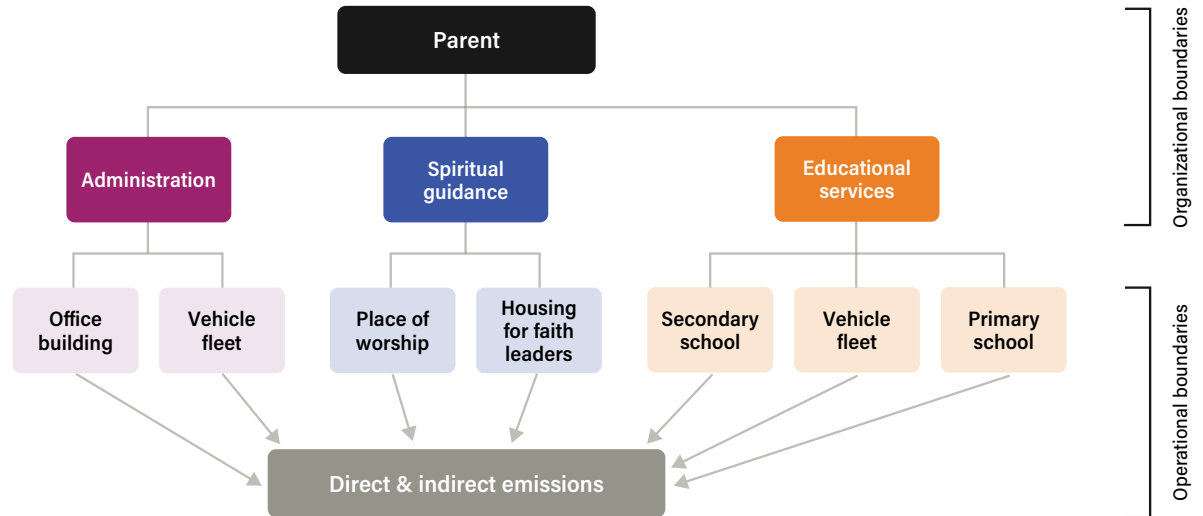 Parent
Organizational boundaries
Administration
Spiritual
guidance
Educational
services
Office
building
Vehicle
fleet
Place of
worship
Housing
for faith
leaders
Secondary
school
Vehicle
fleet
Primary
school
Operational boundaries
Direct & indirect emissions